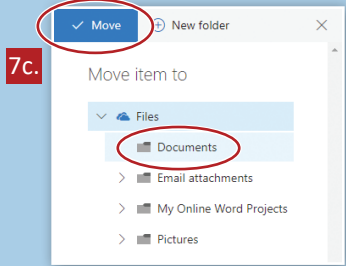 Move New folder
7c.
Move item to
Files
Documents
Email attachments
My Online Word Projects
Pictures